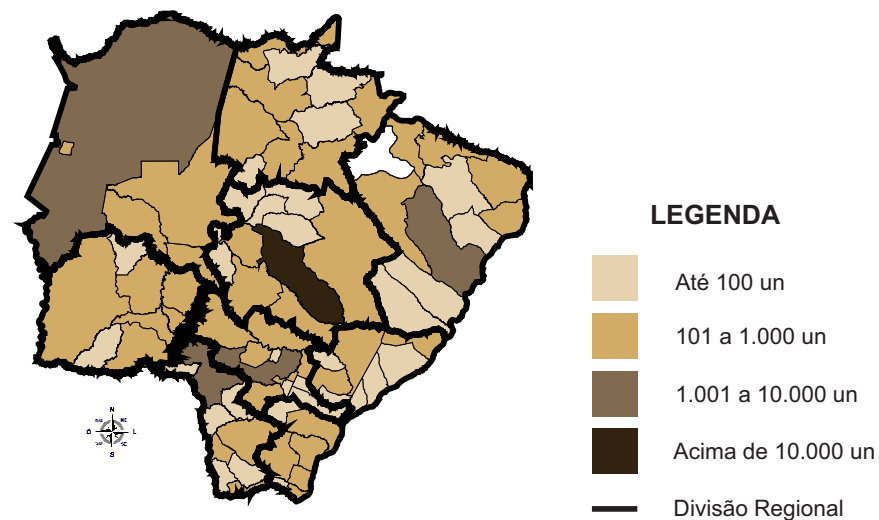 LEGENDA
Até 100 un
101 a 1.000 un
1.001 a 10.000 un
Acima de 10.000 un
Divisão Regional
N
L
S